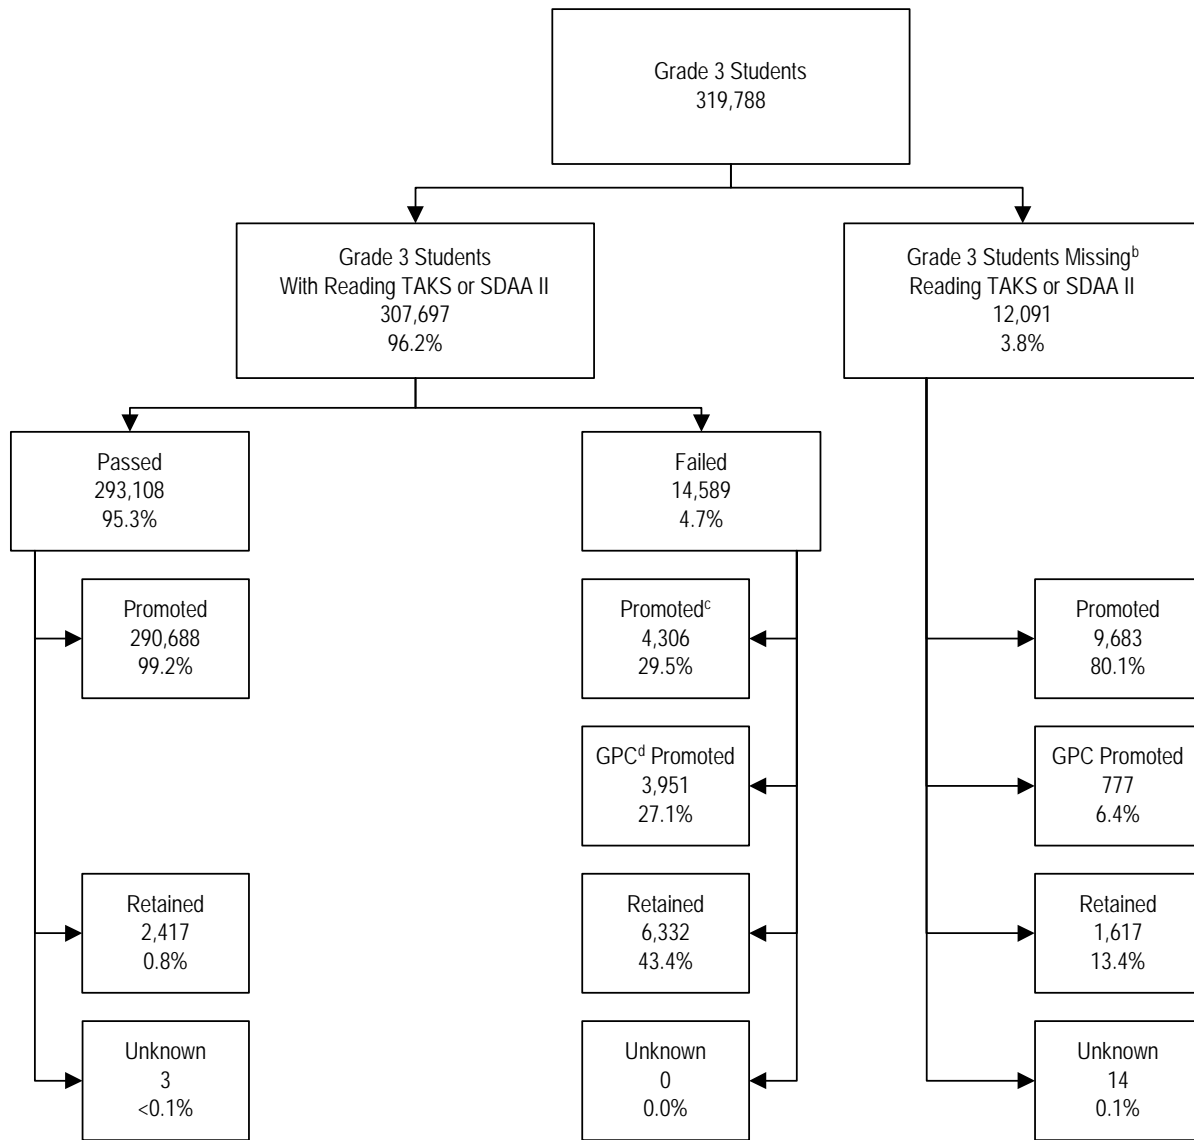 Grade 3 Students
319,788
Grade 3 Students
With Reading TAKS or SDAA II
307,697
96.2%
Grade 3 Students Missingᵇ
Reading TAKS or SDAA II
12,091
3.8%
Passed
293,108
95.3%
Failed
14,589
4.7%
Promoted
290,688
99.2%
Promotedᶜ
4,306
29.5%
Promoted
9,683
80.1%
GPCᵈ Promoted
3,951
27.1%
GPC Promoted
777
6.4%
Retained
2,417
0.8%
Retained
6,332
43.4%
Retained
1,617
13.4%
Unknown
3
<0.1%
Unknown
0
0.0%
Unknown
14
0.1%